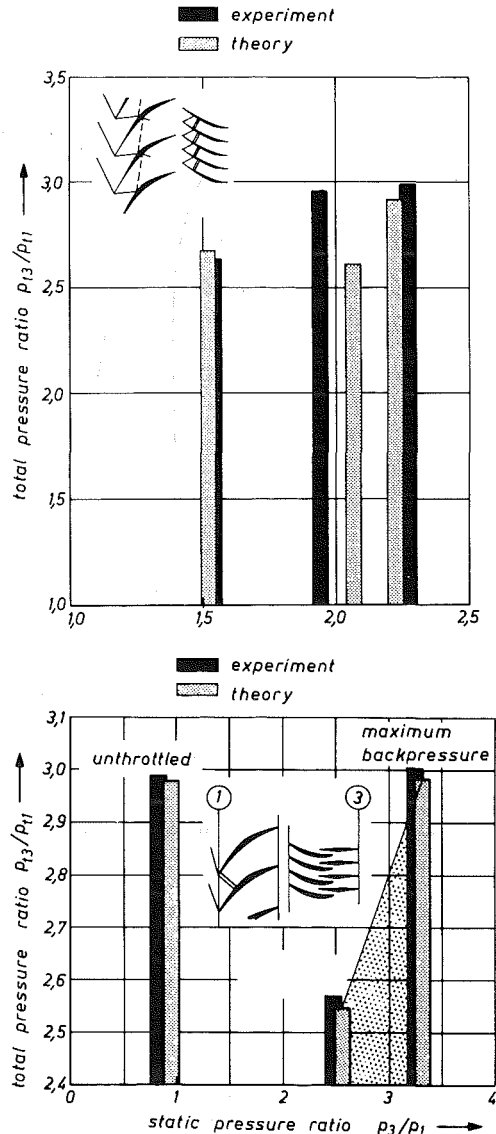 experiment
theory
3,5
3,0
2,5
2,0
1,5
1,0
total pressure ratio p_t3/p_t1
1,0
1,5
2,0
2,5
experiment
theory
3,1
3,0
2,9
2,8
2,7
2,6
2,5
2,4
total pressure ratio p_t3/p_t1
unthrottled
maximum
backpressure
1
3
0
1
2
3
4
static pressure ratio p_3/p_1